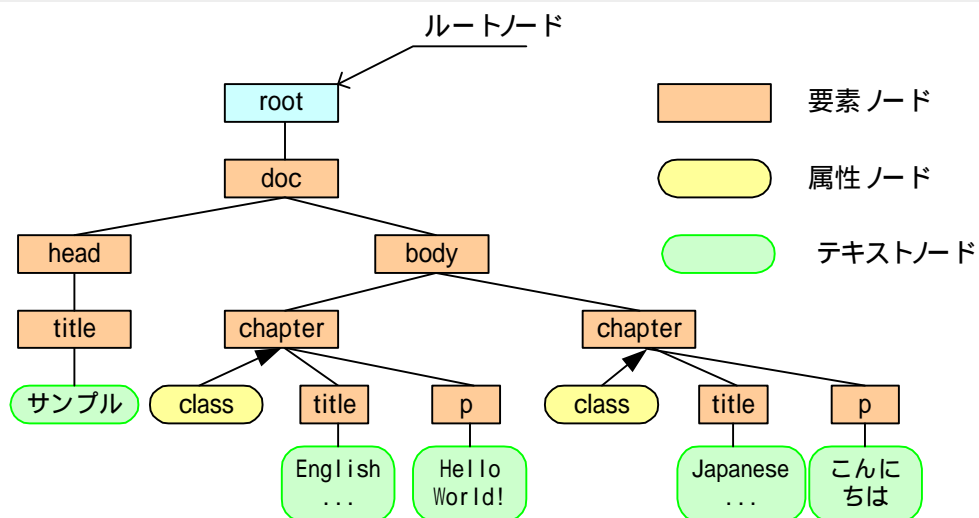 ルートノード
root
要素ノード
doc
属性ノード
head
body
テキストノード
title
chapter
chapter
サンプル
class
title
p
class
title
p
English
...
Hello
World!
Japanese
...
こんに
ちは